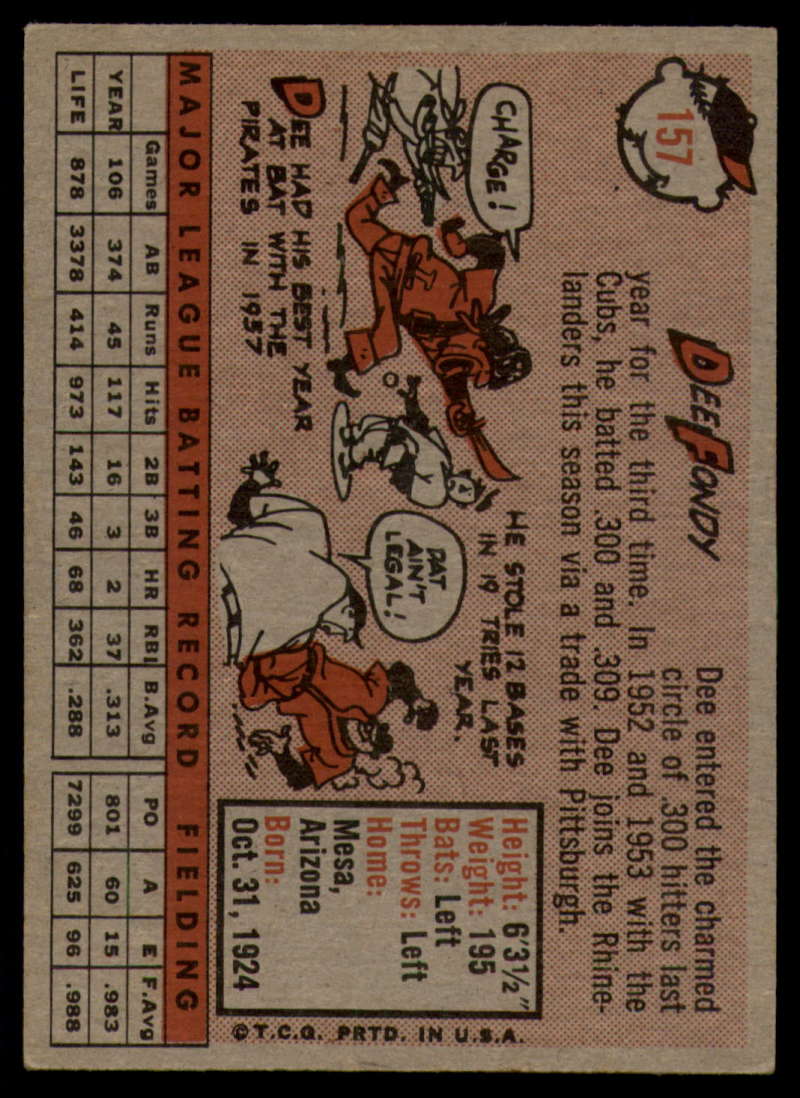 157
DEE FONDY
Dee entered the charmed
circle of .300 hitters last
year for the third time. In 1952 and 1953 with the
Cubs, he batted .300 and .309. Dee joins the Rhine-
landers this season via a trade with Pittsburgh.
CHARGE!
DEE HAD HIS BEST YEAR
AT BAT WITH THE
PIRATES IN 1957
HE STOLE 12 BASES
IN 19 TRIES LAST
YEAR.
DAT
AIN'T
LEGAL!
Height: 6'3½"
Weight: 195
Bats: Left
Throws: Left
Home:
Mesa,
Arizona
Born:
Oct. 31, 1924
©T.C.G. PRTD. IN U.S.A.
MAJOR LEAGUE BATTING RECORD FIELDING
Games AB Runs Hits 2B 3B HR RBI B.Avg PO A E F.Avg
YEAR 106 374 45 117 16 3 2 37 .313 801 60 15 .983
LIFE 878 3378 414 973 143 46 68 362 .288 7299 625 96 .988